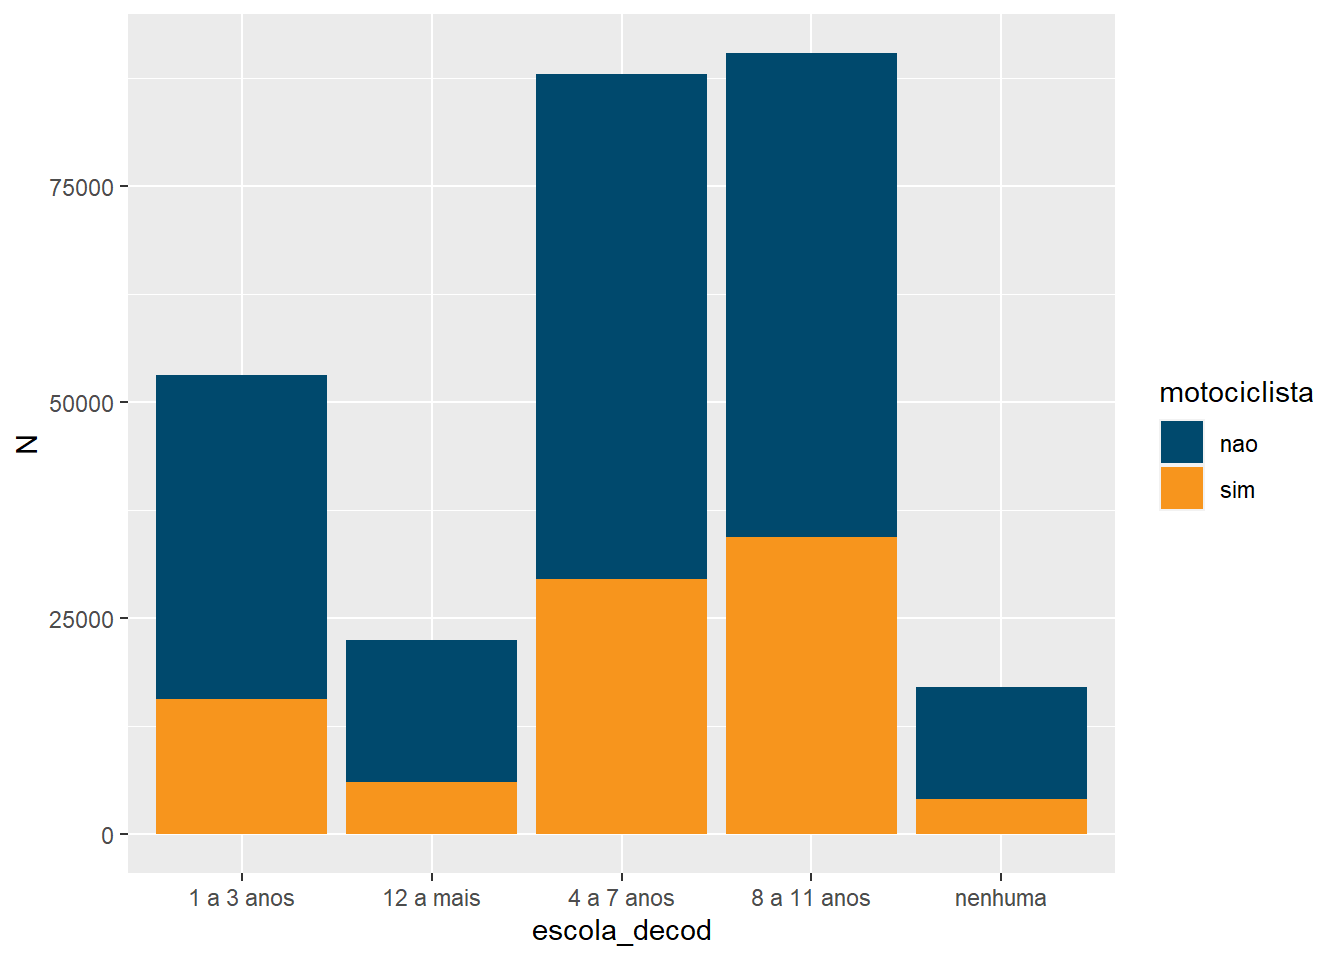 75000
50000
25000
0
N
1 a 3 anos
12 a mais
4 a 7 anos
8 a 11 anos
nenhuma
escola_decod
motociclista
nao
sim